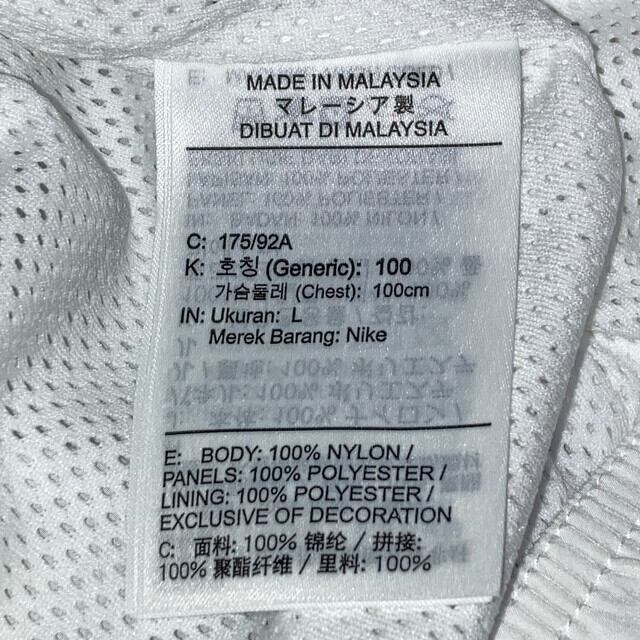 MADE IN MALAYSIA
マレーシア製
DIBUAT DI MALAYSIA
C: 175/92A
K: 호칭 (Generic): 100
가슴둘레 (Chest): 100cm
IN: Ukuran: L
Merek Barang: Nike
E: BODY: 100% NYLON /
PANELS: 100% POLYESTER /
LINING: 100% POLYESTER /
EXCLUSIVE OF DECORATION
C: 面料: 100% 锦纶 / 拼接:
100% 聚酯纤维 / 里料: 100%